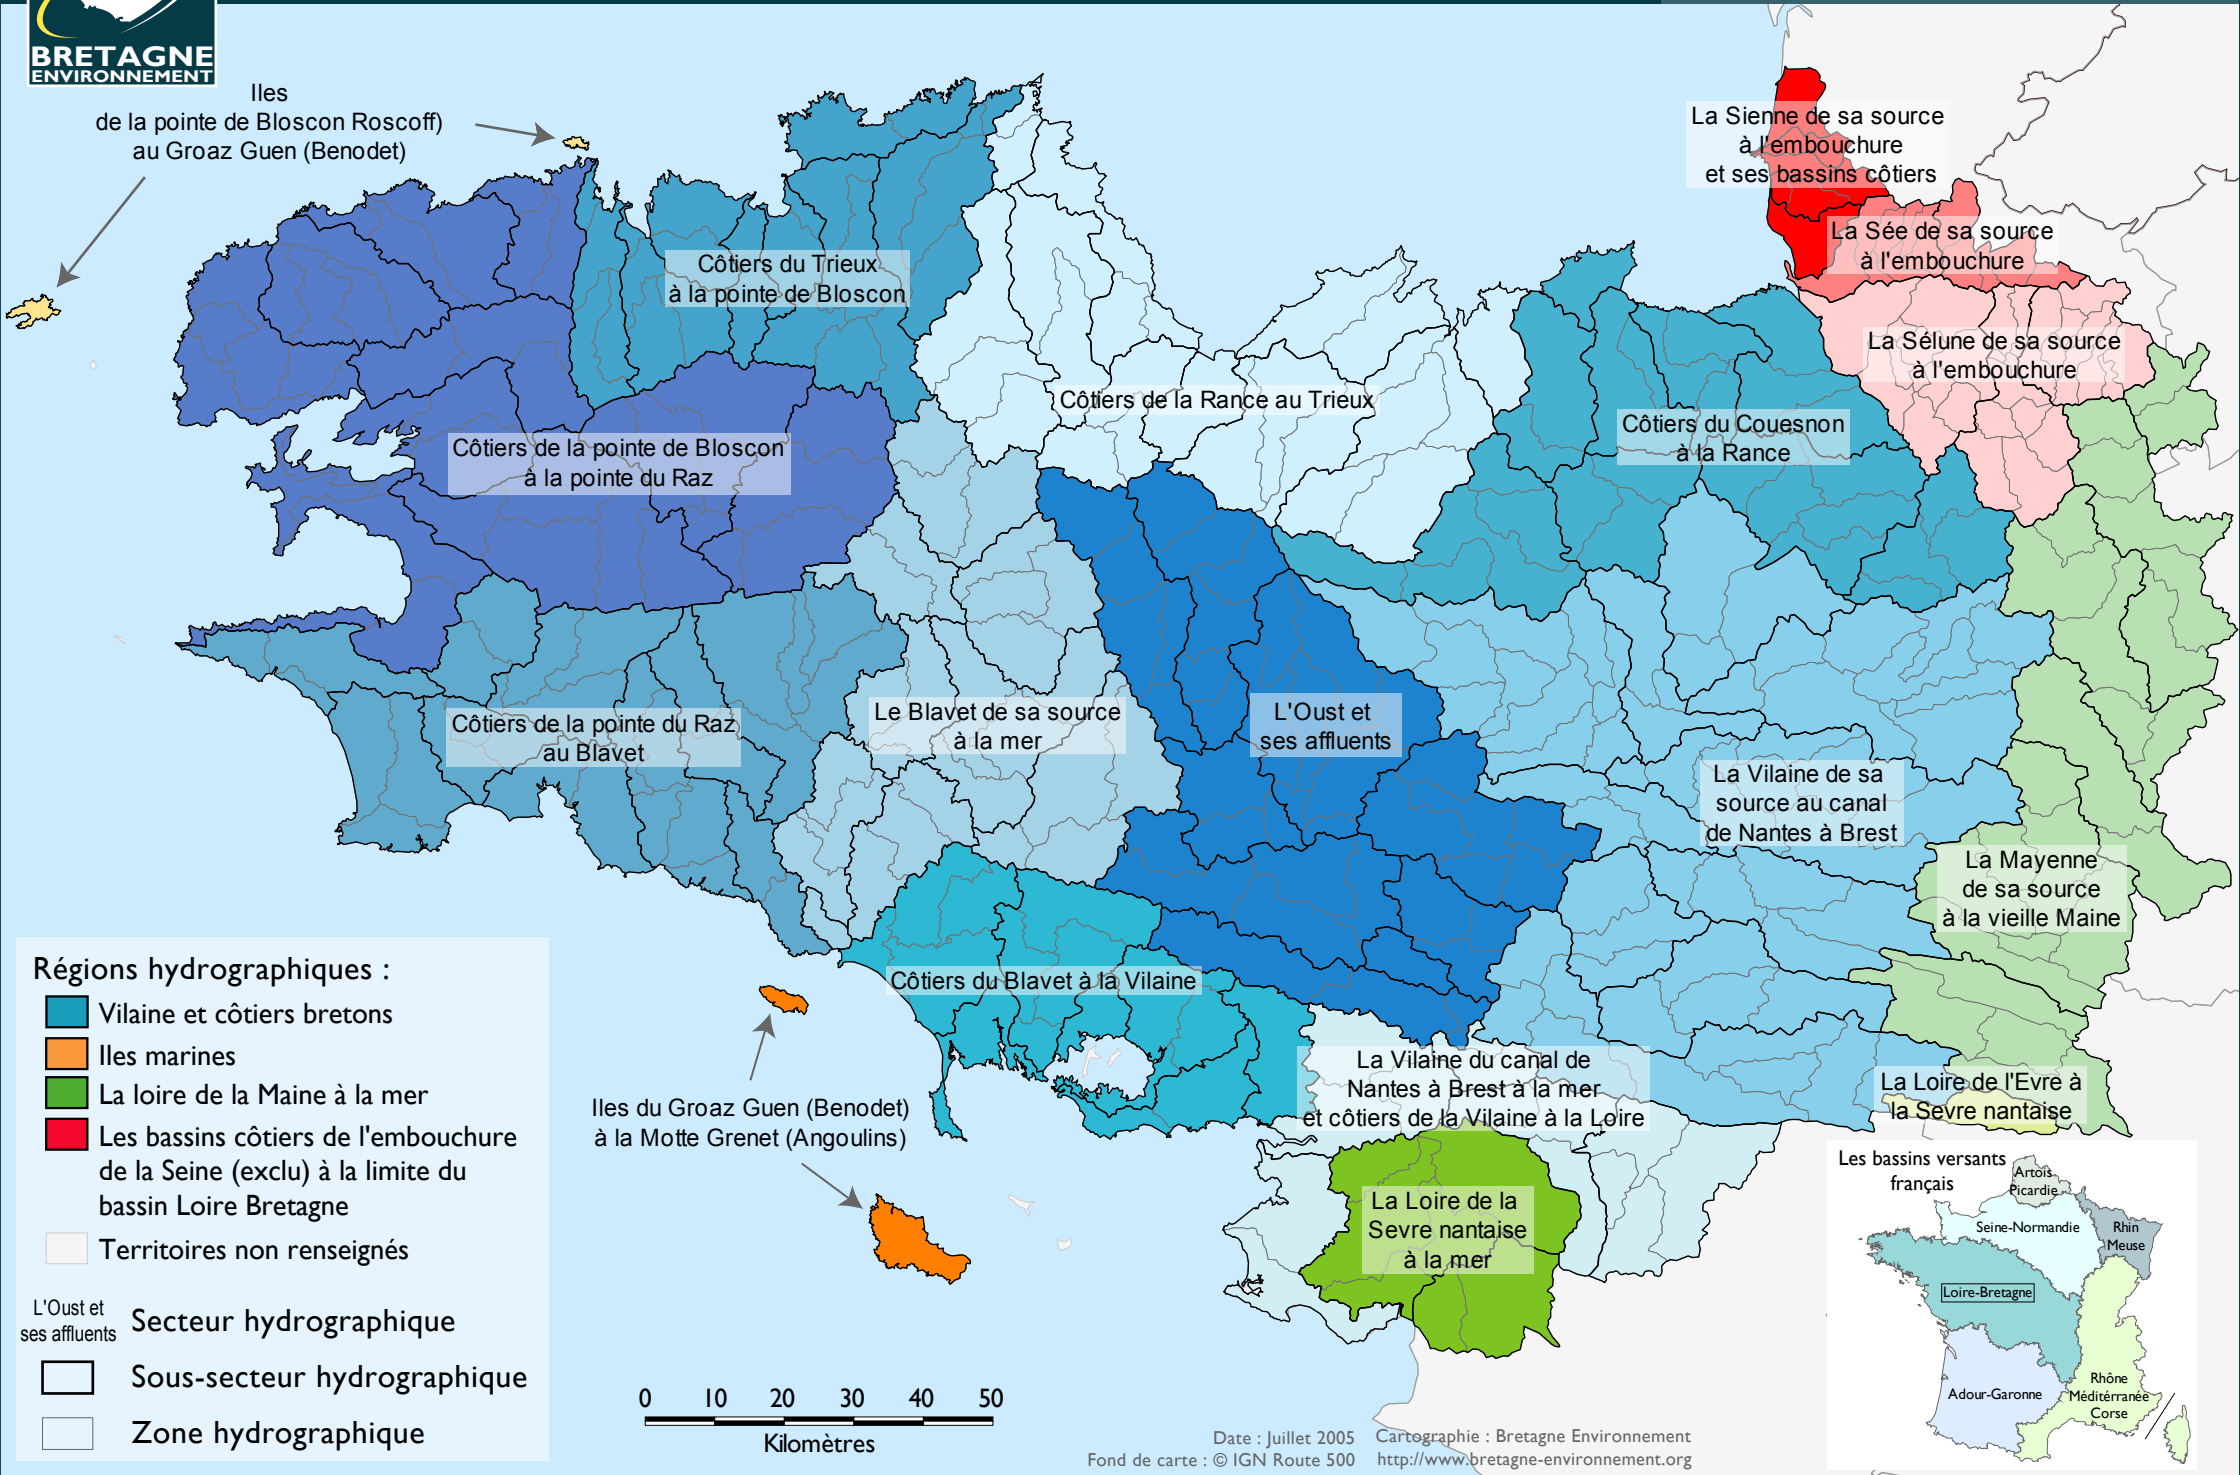 BRETAGNE
ENVIRONNEMENT
Iles
de la pointe de Bloscon Roscoff)
au Groaz Guen (Benodet)
La Sienne de sa source
à l'embouchure
et ses bassins côtiers
La Sée de sa source
à l'embouchure
Côtiers du Trieux
à la pointe de Bloscon
La Sélune de sa source
à l'embouchure
Côtiers de la Rance au Trieux
Côtiers du Couesnon
à la Rance
Côtiers de la pointe de Bloscon
à la pointe du Raz
Côtiers de la pointe du Raz
au Blavet
Le Blavet de sa source
à la mer
L'Oust et
ses affluents
La Vilaine de sa
source au canal
de Nantes à Brest
La Mayenne
de sa source
à la vieille Maine
Côtiers du Blavet à la Vilaine
La Vilaine du canal de
Nantes à Brest à la mer
et côtiers de la Vilaine à la Loire
La Loire de l'Evre à
la Sevre nantaise
Iles du Groaz Guen (Benodet)
à la Motte Grenet (Angoulins)
La Loire de la
Sevre nantaise
à la mer
Régions hydrographiques :
Vilaine et côtiers bretons
Iles marines
La loire de la Maine à la mer
Les bassins côtiers de l'embouchure
de la Seine (exclu) à la limite du
bassin Loire Bretagne
Territoires non renseignés
L'Oust et
ses affluents
Secteur hydrographique
Sous-secteur hydrographique
Zone hydrographique
0 10 20 30 40 50
Kilomètres
Date : Juillet 2005
Fond de carte : © IGN Route 500
Cartographie : Bretagne Environnement
http://www.bretagne-environnement.org
Les bassins versants
français
Artois
Picardie
Seine-Normandie
Rhin
Meuse
Loire-Bretagne
Adour-Garonne
Rhône
Méditérranée
Corse